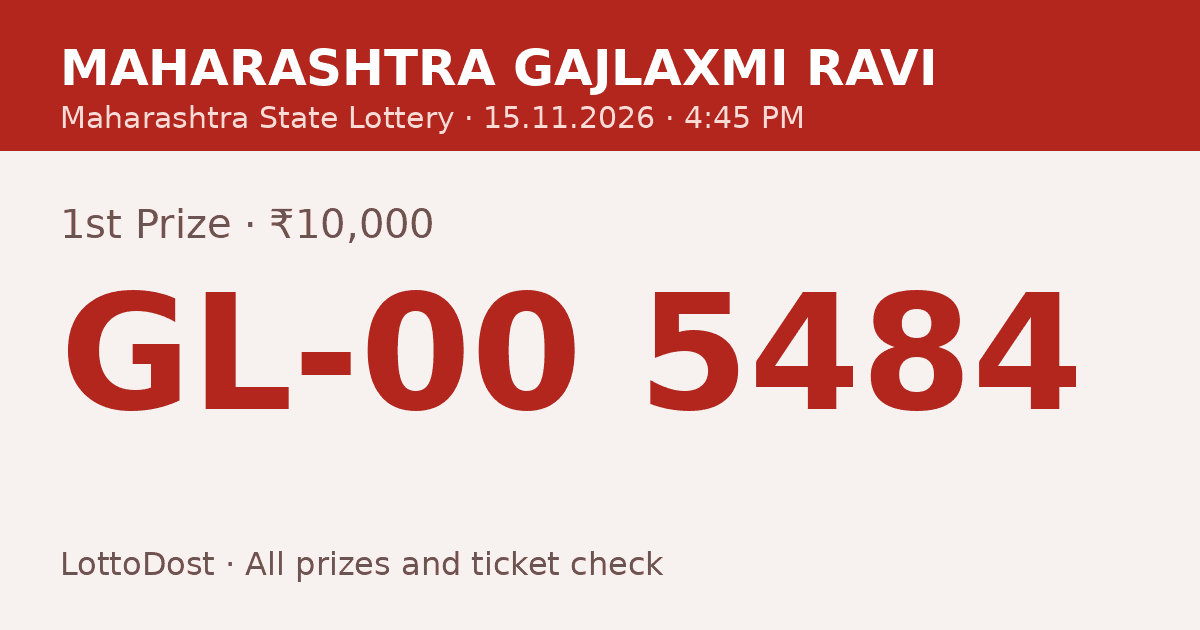 MAHARASHTRA GAJLAXMI RAVI
Maharashtra State Lottery · 15.11.2026 · 4:45 PM
1st Prize · ₹10,000
GL-00 5484
LottoDost · All prizes and ticket check